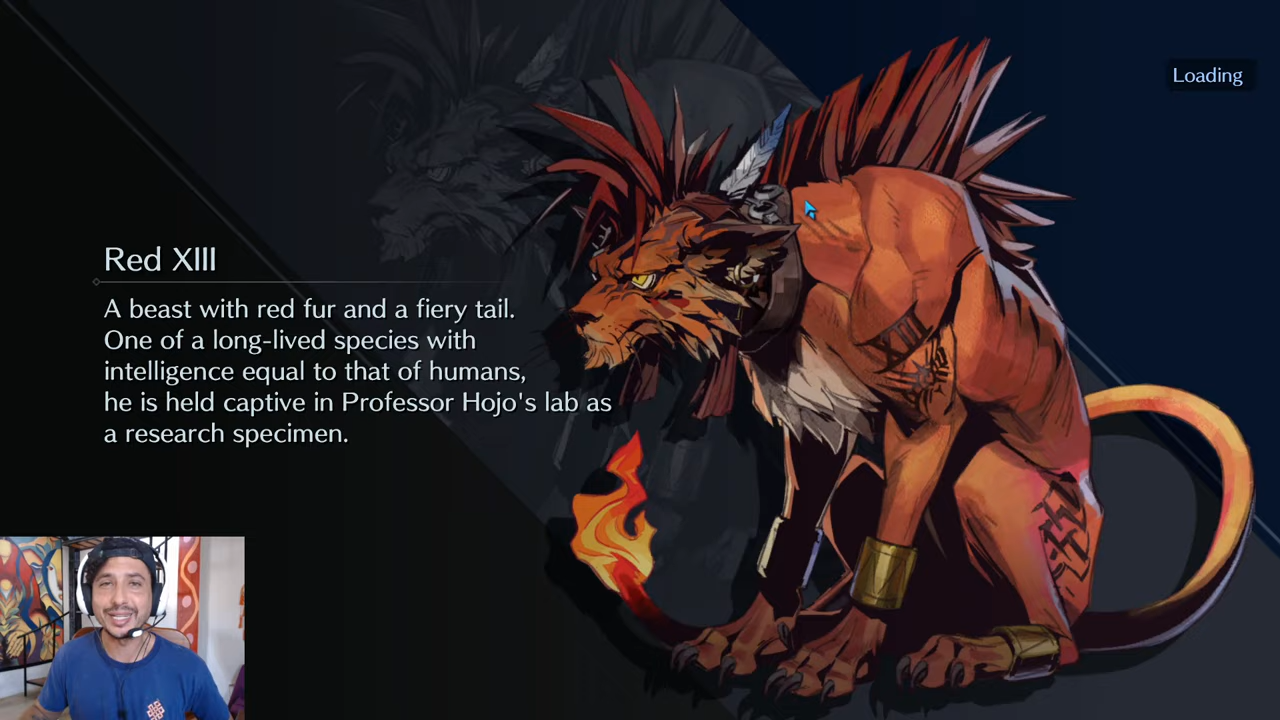 Loading
Red XIII
A beast with red fur and a fiery tail.
One of a long-lived species with
intelligence equal to that of humans,
he is held captive in Professor Hojo's lab as
a research specimen.
XIII